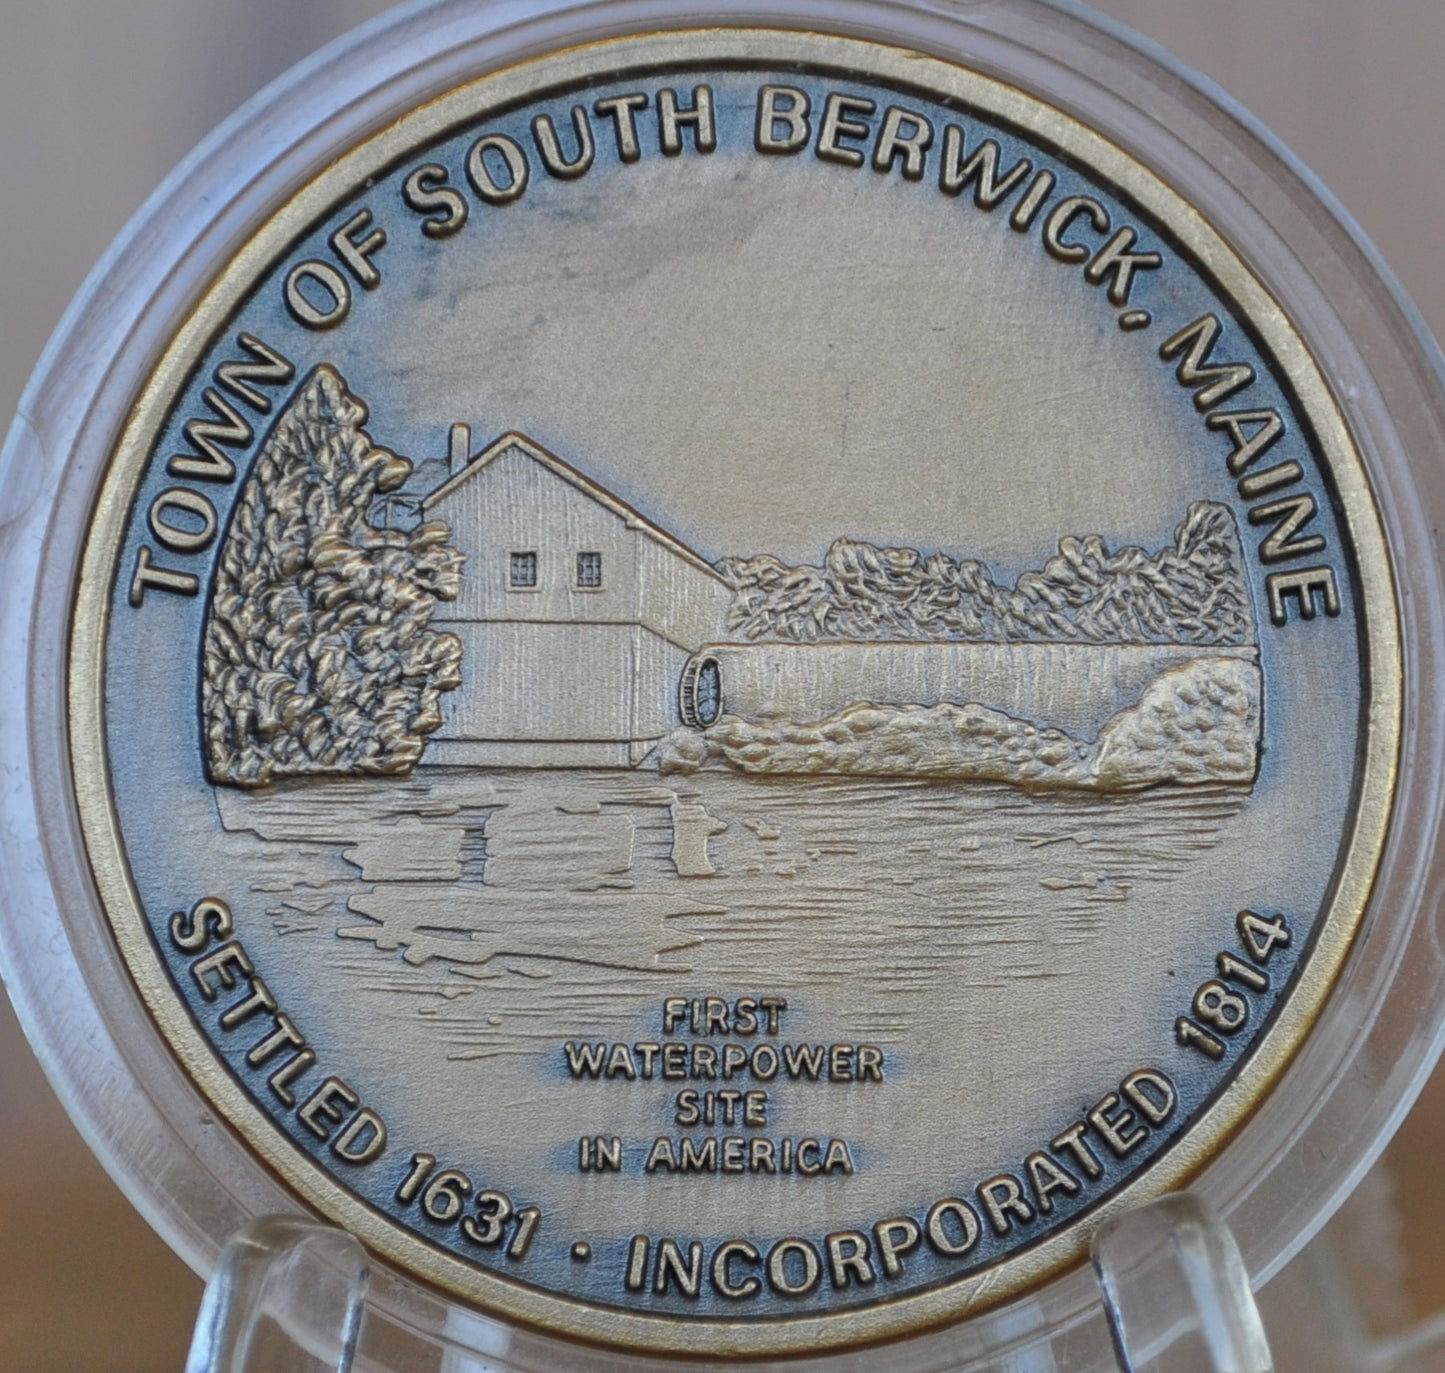 TOWN OF SOUTH BERWICK, MAINE
FIRST
WATERPOWER
SITE
IN AMERICA
SETTLED 1631 · INCORPORATED 1814